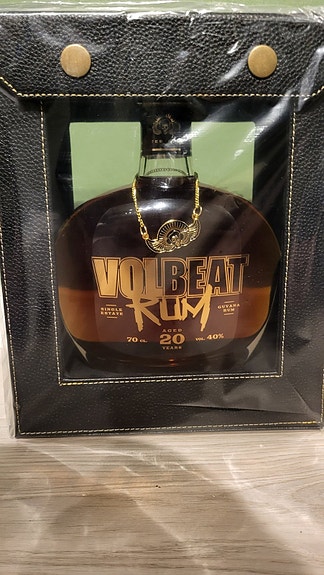 VOLBEAT
RUM
SINGLE
ESTATE
GUYANA
RUM
AGED
70 CL. 20 VOL. 40%
YEARS